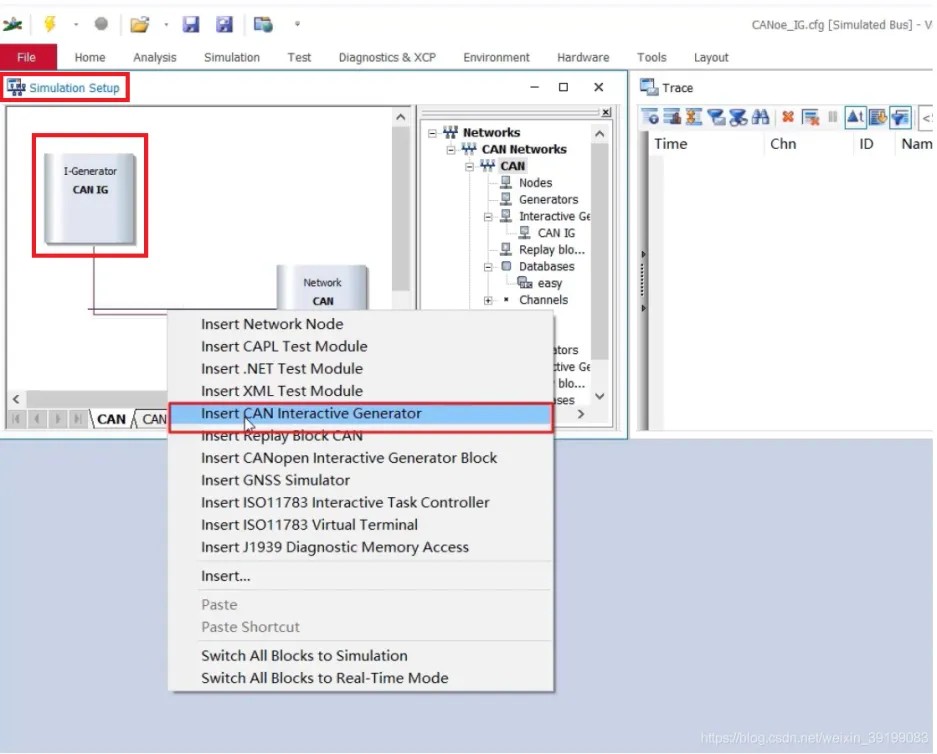 CANoe_IG.cfg [Simulated Bus] - V
File Home Analysis Simulation Test Diagnostics & XCP Environment Hardware Tools Layout
Simulation Setup
I-Generator
CAN IG
Network
CAN
CAN CAN
Networks
CAN Networks
CAN
Nodes
Generators
Interactive Ge
CAN IG
Replay blo...
Databases
easy
Channels
ators
ctive Ge
blo...
ases
Trace
Time Chn ID Nam
Insert Network Node
Insert CAPL Test Module
Insert .NET Test Module
Insert XML Test Module
Insert CAN Interactive Generator
Insert Replay Block CAN
Insert CANopen Interactive Generator Block
Insert GNSS Simulator
Insert ISO11783 Interactive Task Controller
Insert ISO11783 Virtual Terminal
Insert J1939 Diagnostic Memory Access
Insert...
Paste
Paste Shortcut
Switch All Blocks to Simulation
Switch All Blocks to Real-Time Mode
https://blog.csdn.net/weixin_39199083